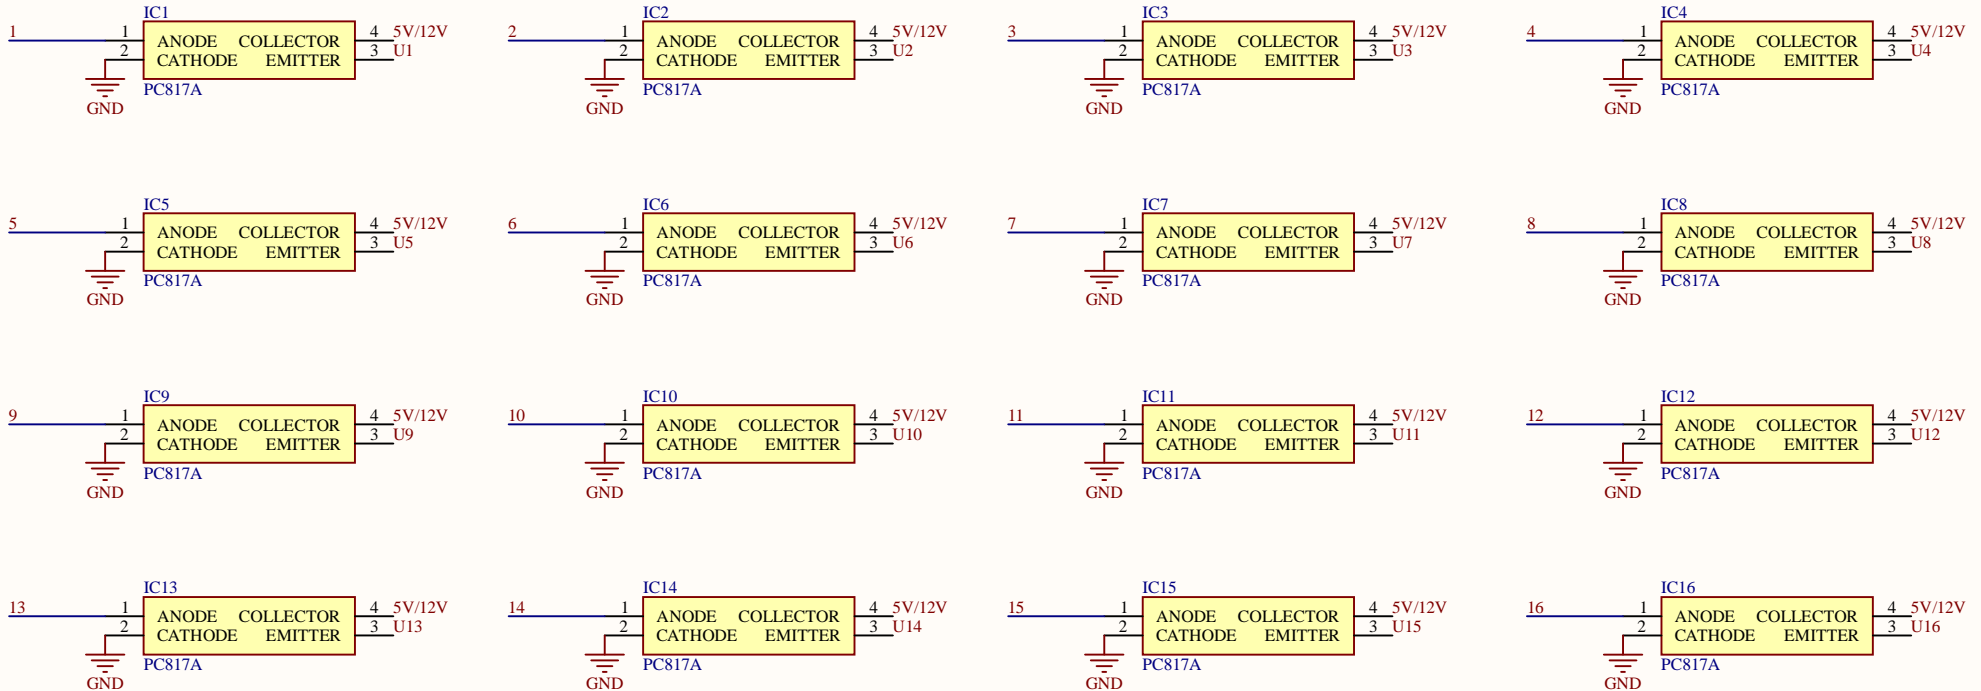 IC1
1 1 ANODE COLLECTOR 4 5V/12V
2 CATHODE EMITTER 3 U1
GND PC817A
IC2
2 1 ANODE COLLECTOR 4 5V/12V
2 CATHODE EMITTER 3 U2
GND PC817A
IC3
3 1 ANODE COLLECTOR 4 5V/12V
2 CATHODE EMITTER 3 U3
GND PC817A
IC4
4 1 ANODE COLLECTOR 4 5V/12V
2 CATHODE EMITTER 3 U4
GND PC817A
IC5
5 1 ANODE COLLECTOR 4 5V/12V
2 CATHODE EMITTER 3 U5
GND PC817A
IC6
6 1 ANODE COLLECTOR 4 5V/12V
2 CATHODE EMITTER 3 U6
GND PC817A
IC7
7 1 ANODE COLLECTOR 4 5V/12V
2 CATHODE EMITTER 3 U7
GND PC817A
IC8
8 1 ANODE COLLECTOR 4 5V/12V
2 CATHODE EMITTER 3 U8
GND PC817A
IC9
9 1 ANODE COLLECTOR 4 5V/12V
2 CATHODE EMITTER 3 U9
GND PC817A
IC10
10 1 ANODE COLLECTOR 4 5V/12V
2 CATHODE EMITTER 3 U10
GND PC817A
IC11
11 1 ANODE COLLECTOR 4 5V/12V
2 CATHODE EMITTER 3 U11
GND PC817A
IC12
12 1 ANODE COLLECTOR 4 5V/12V
2 CATHODE EMITTER 3 U12
GND PC817A
IC13
13 1 ANODE COLLECTOR 4 5V/12V
2 CATHODE EMITTER 3 U13
GND PC817A
IC14
14 1 ANODE COLLECTOR 4 5V/12V
2 CATHODE EMITTER 3 U14
GND PC817A
IC15
15 1 ANODE COLLECTOR 4 5V/12V
2 CATHODE EMITTER 3 U15
GND PC817A
IC16
16 1 ANODE COLLECTOR 4 5V/12V
2 CATHODE EMITTER 3 U16
GND PC817A